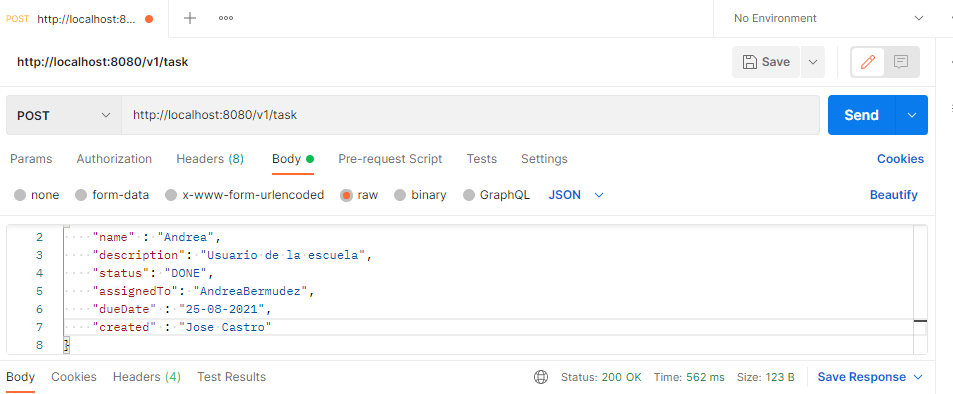 POST http://localhost:8... No Environment
http://localhost:8080/v1/task Save
POST http://localhost:8080/v1/task Send
Params Authorization Headers (8) Body Pre-request Script Tests Settings Cookies
none form-data x-www-form-urlencoded raw binary GraphQL JSON Beautify
2 "name" : "Andrea",
3 "description": "Usuario de la escuela",
4 "status": "DONE",
5 "assignedTo": "AndreaBermudez",
6 "dueDate" : "25-08-2021",
7 "created" : "Jose Castro"
8 }
Body Cookies Headers (4) Test Results Status: 200 OK Time: 562 ms Size: 123 B Save Response